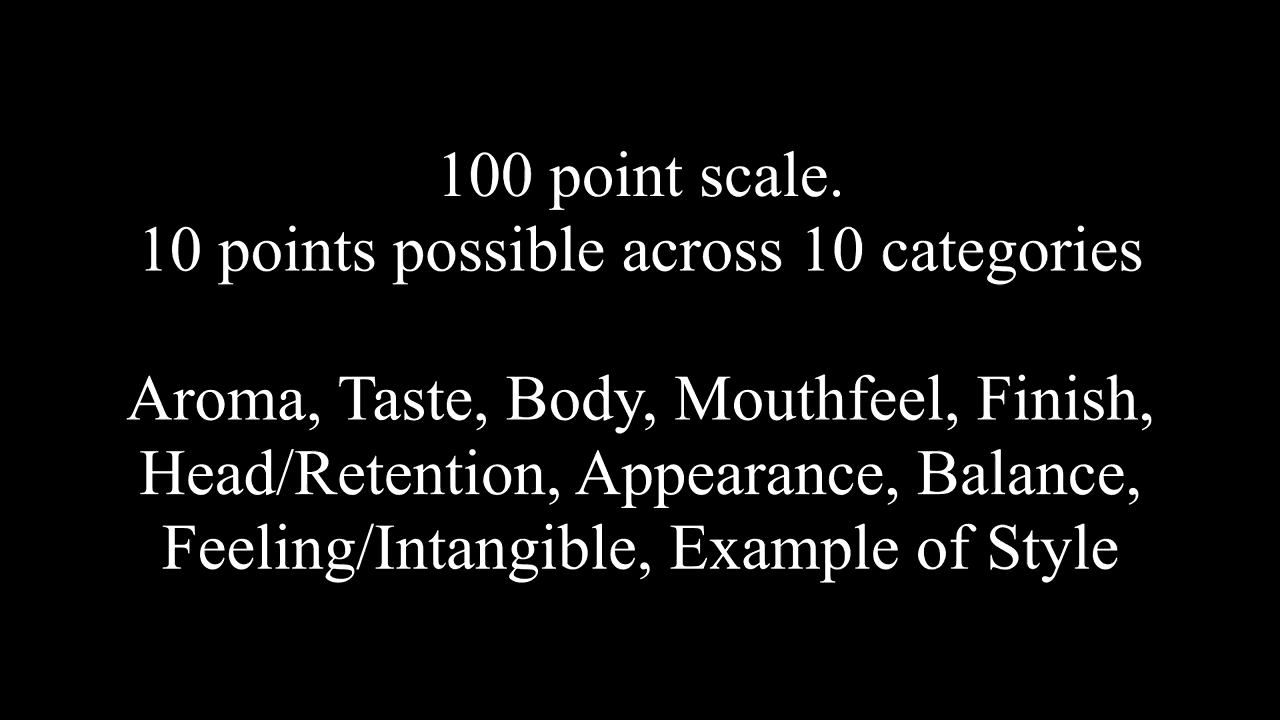 100 point scale.
10 points possible across 10 categories
Aroma, Taste, Body, Mouthfeel, Finish,
Head/Retention, Appearance, Balance,
Feeling/Intangible, Example of Style